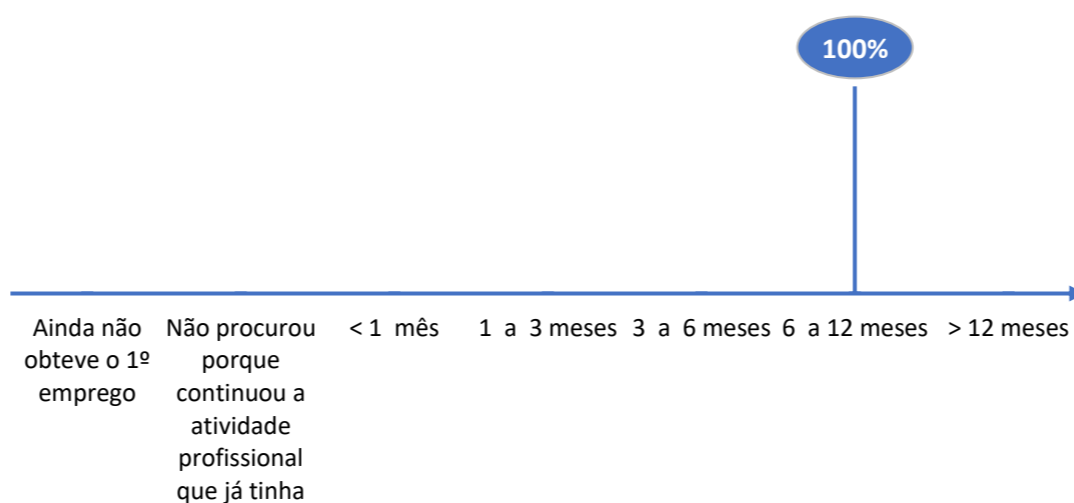 100%
Ainda não
obteve o 1º
emprego
Não procurou
porque
continuou a
atividade
profissional
que já tinha
< 1 mês
1 a 3 meses
3 a 6 meses
6 a 12 meses
> 12 meses